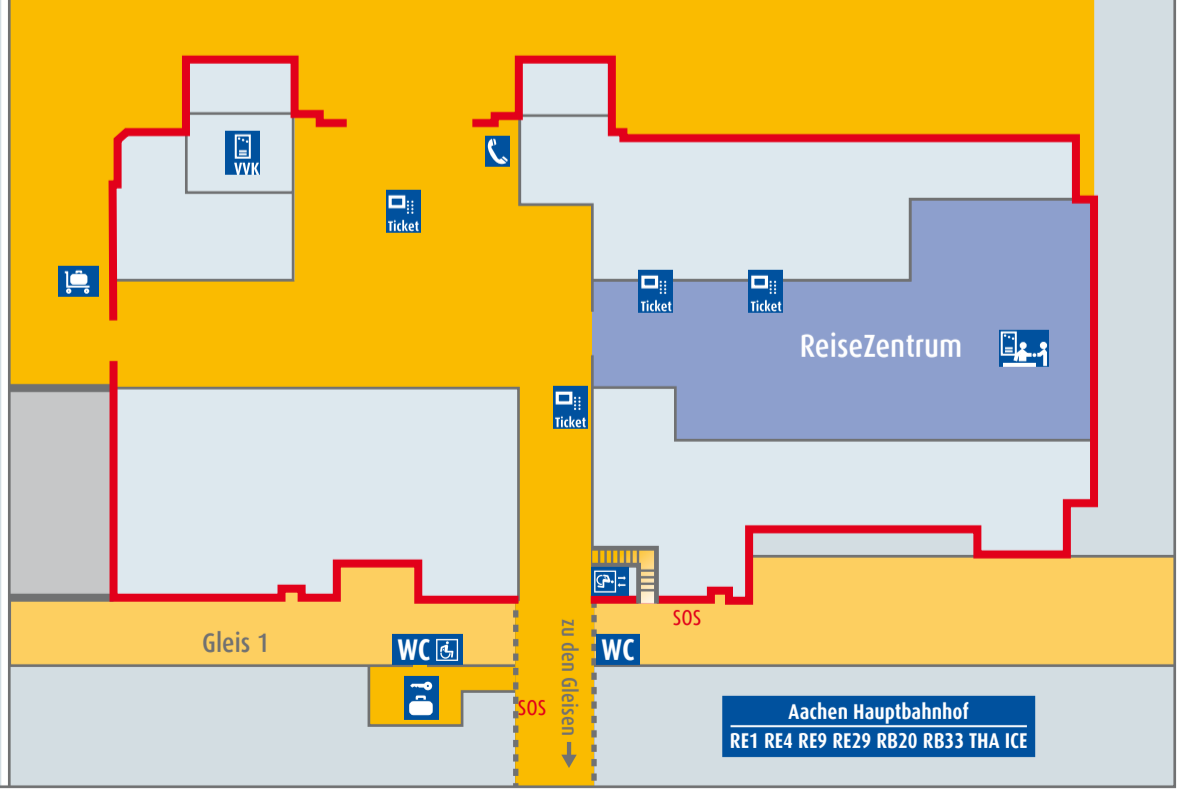 VVK
Ticket
Ticket
Ticket
ReiseZentrum
Ticket
SOS
Gleis 1
WC
zu den Gleisen
WC
SOS
Aachen Hauptbahnhof
RE1 RE4 RE9 RE29 RB20 RB33 THA ICE